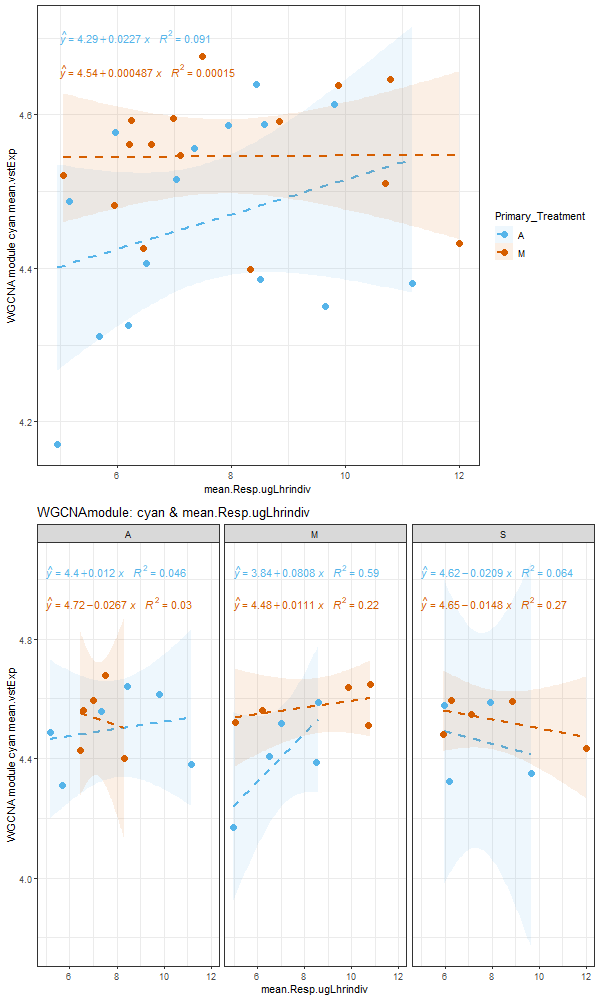 ŷ = 4.29 + 0.0227 x   R² = 0.091
ŷ = 4.54 + 0.000487 x   R² = 0.00015
4.6
4.4
4.2
WGCNA module cyan mean.vstExp
6 8 10 12
mean.Resp.ugLhrindiv
Primary_Treatment
A
M
WGCNAmodule: cyan & mean.Resp.ugLhrindiv
A M S
ŷ = 4.4 + 0.012 x   R² = 0.046
ŷ = 4.72 − 0.0267 x   R² = 0.03
ŷ = 3.84 + 0.0808 x   R² = 0.59
ŷ = 4.48 + 0.0111 x   R² = 0.22
ŷ = 4.62 − 0.0209 x   R² = 0.064
ŷ = 4.65 − 0.0148 x   R² = 0.27
4.8
4.4
4.0
WGCNA module cyan mean.vstExp
6 8 10 12 6 8 10 12 6 8 10 12
mean.Resp.ugLhrindiv